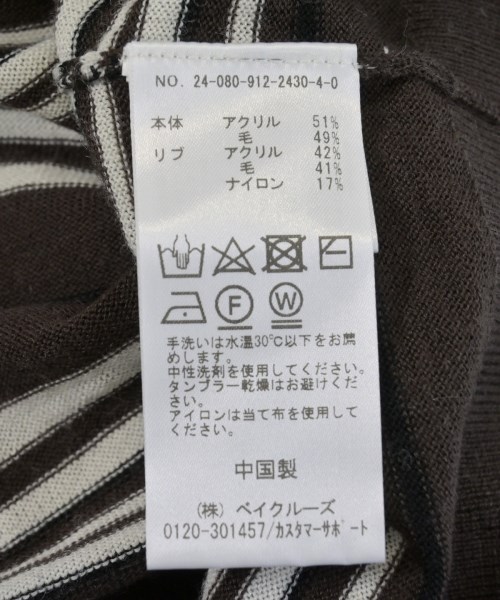 NO. 24-080-912-2430-4-0
本体 アクリル 51%
毛 49%
リブ アクリル 42%
毛 41%
ナイロン 17%
F
W
手洗いは水温30℃以下をお薦
めします。
中性洗剤を使用してください。
タンブラー乾燥はお避けくださ
い。
アイロンは当て布を使用して
ください。
中国製
(株) ベイクルーズ
0120-301457/カスタマーサポート